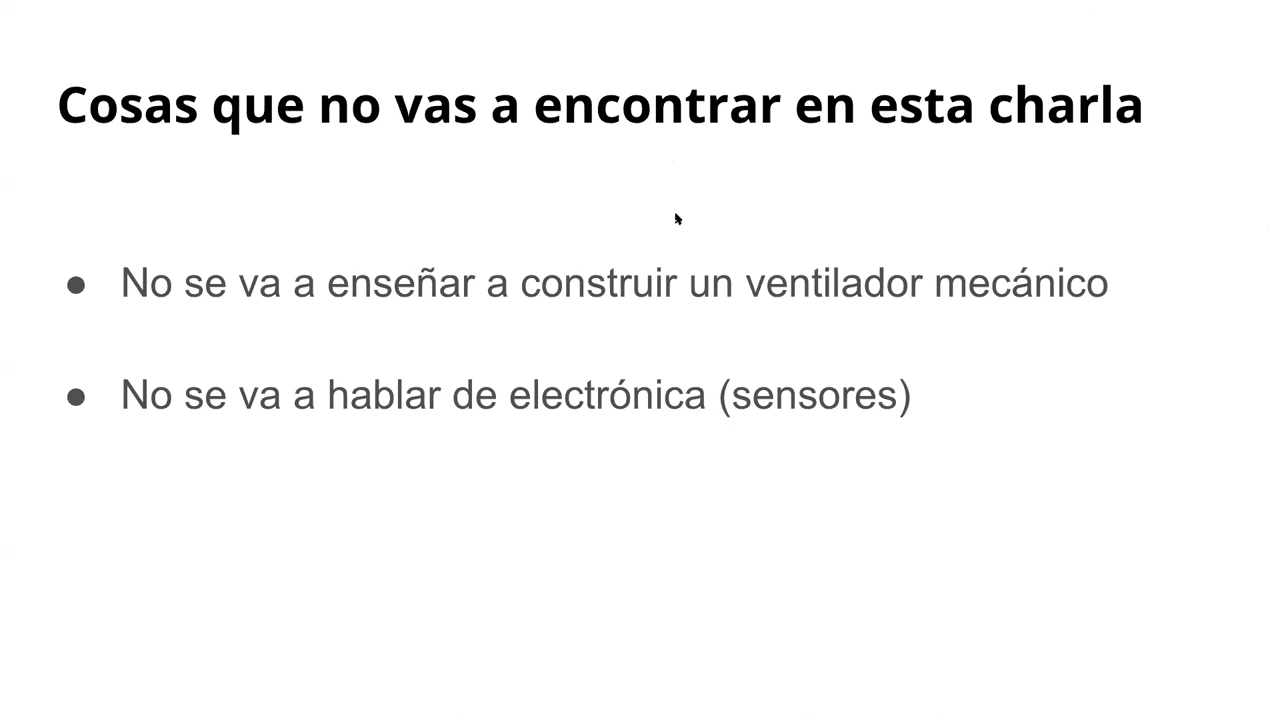 Cosas que no vas a encontrar en esta charla
● No se va a enseñar a construir un ventilador mecánico
● No se va a hablar de electrónica (sensores)